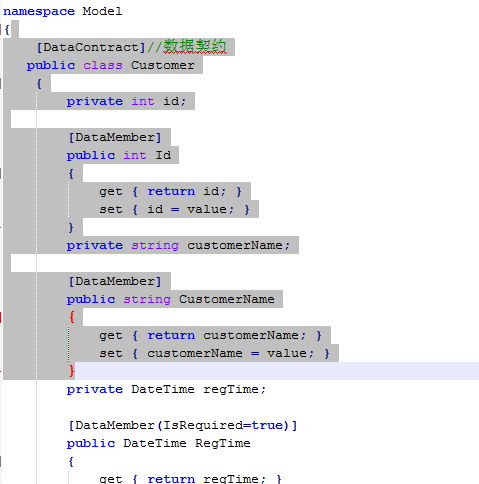 namespace Model
{
[DataContract]//数据契约
public class Customer
{
private int id;
[DataMember]
public int Id
{
get { return id; }
set { id = value; }
}
private string customerName;
[DataMember]
public string CustomerName
{
get { return customerName; }
set { customerName = value; }
}
private DateTime regTime;
[DataMember(IsRequired=true)]
public DateTime RegTime
{
get { return regTime; }